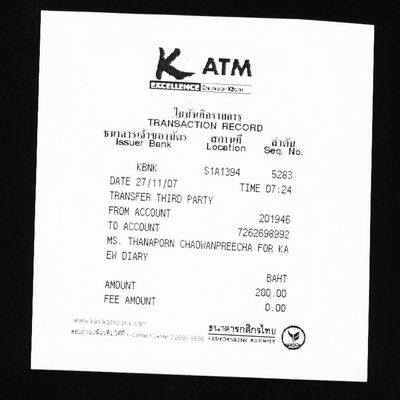 K ATM
EXCELLENCE
ใบบันทึกรายการ
TRANSACTION RECORD
ธนาคารเจ้าของบัตร สถานที่ ลำดับ
Issuer Bank Location Seq. No.
KBNK S1A1394 5283
DATE 27/11/07 TIME 07:24
TRANSFER THIRD PARTY
FROM ACCOUNT 201946
TO ACCOUNT 7262698992
MS. THANAPORN CHAOWANPREECHA FOR KA
EW DIARY
BAHT
AMOUNT 200.00
FEE AMOUNT 0.00
www.kasikornbank.com
ธนาคารกสิกรไทย